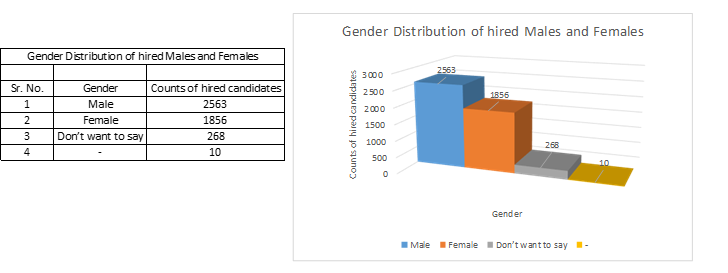 Gender Distribution of hired Males and Females
Sr. No. Gender Counts of hired candidates
1 Male 2563
2 Female 1856
3 Don't want to say 268
4 - 10
Gender Distribution of hired Males and Females
Counts of hired candidates
3000
2500
2000
1500
1000
500
0
2563
1856
268
10
Gender
Male Female Don't want to say -